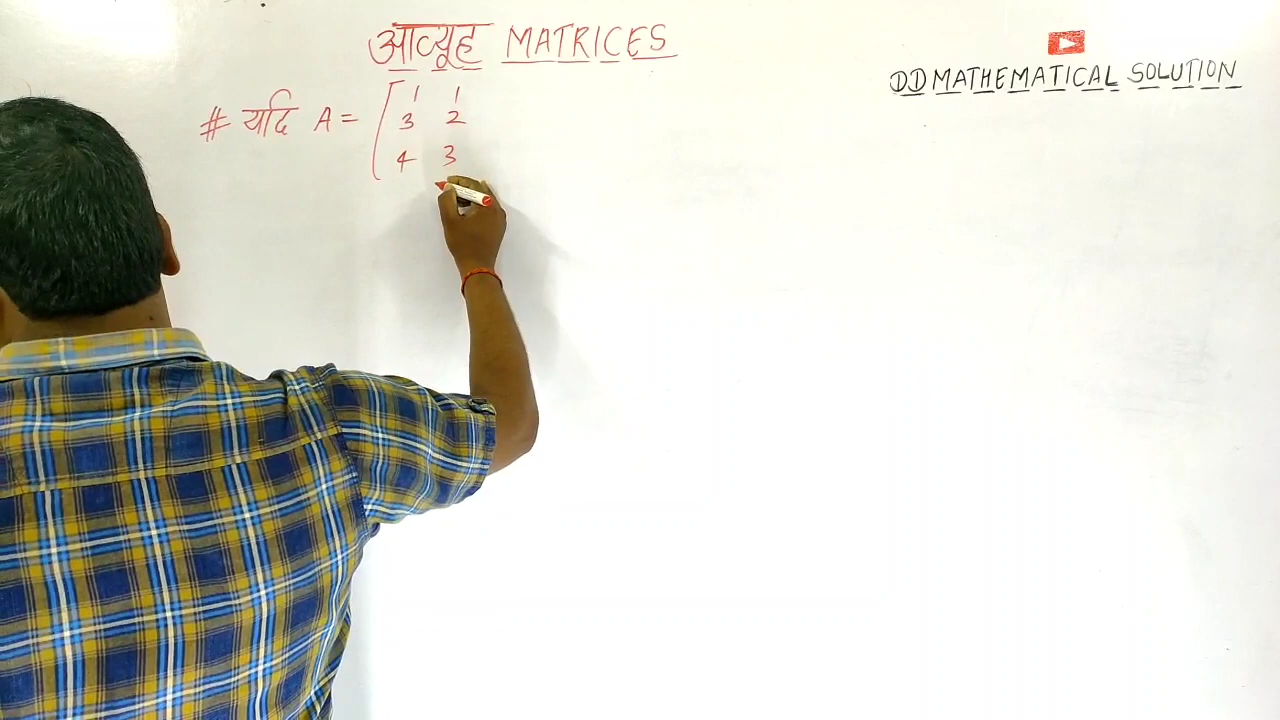 आव्यूह MATRICES
DD MATHEMATICAL SOLUTION
# यदि A = [ 1 1
3 2
4 3